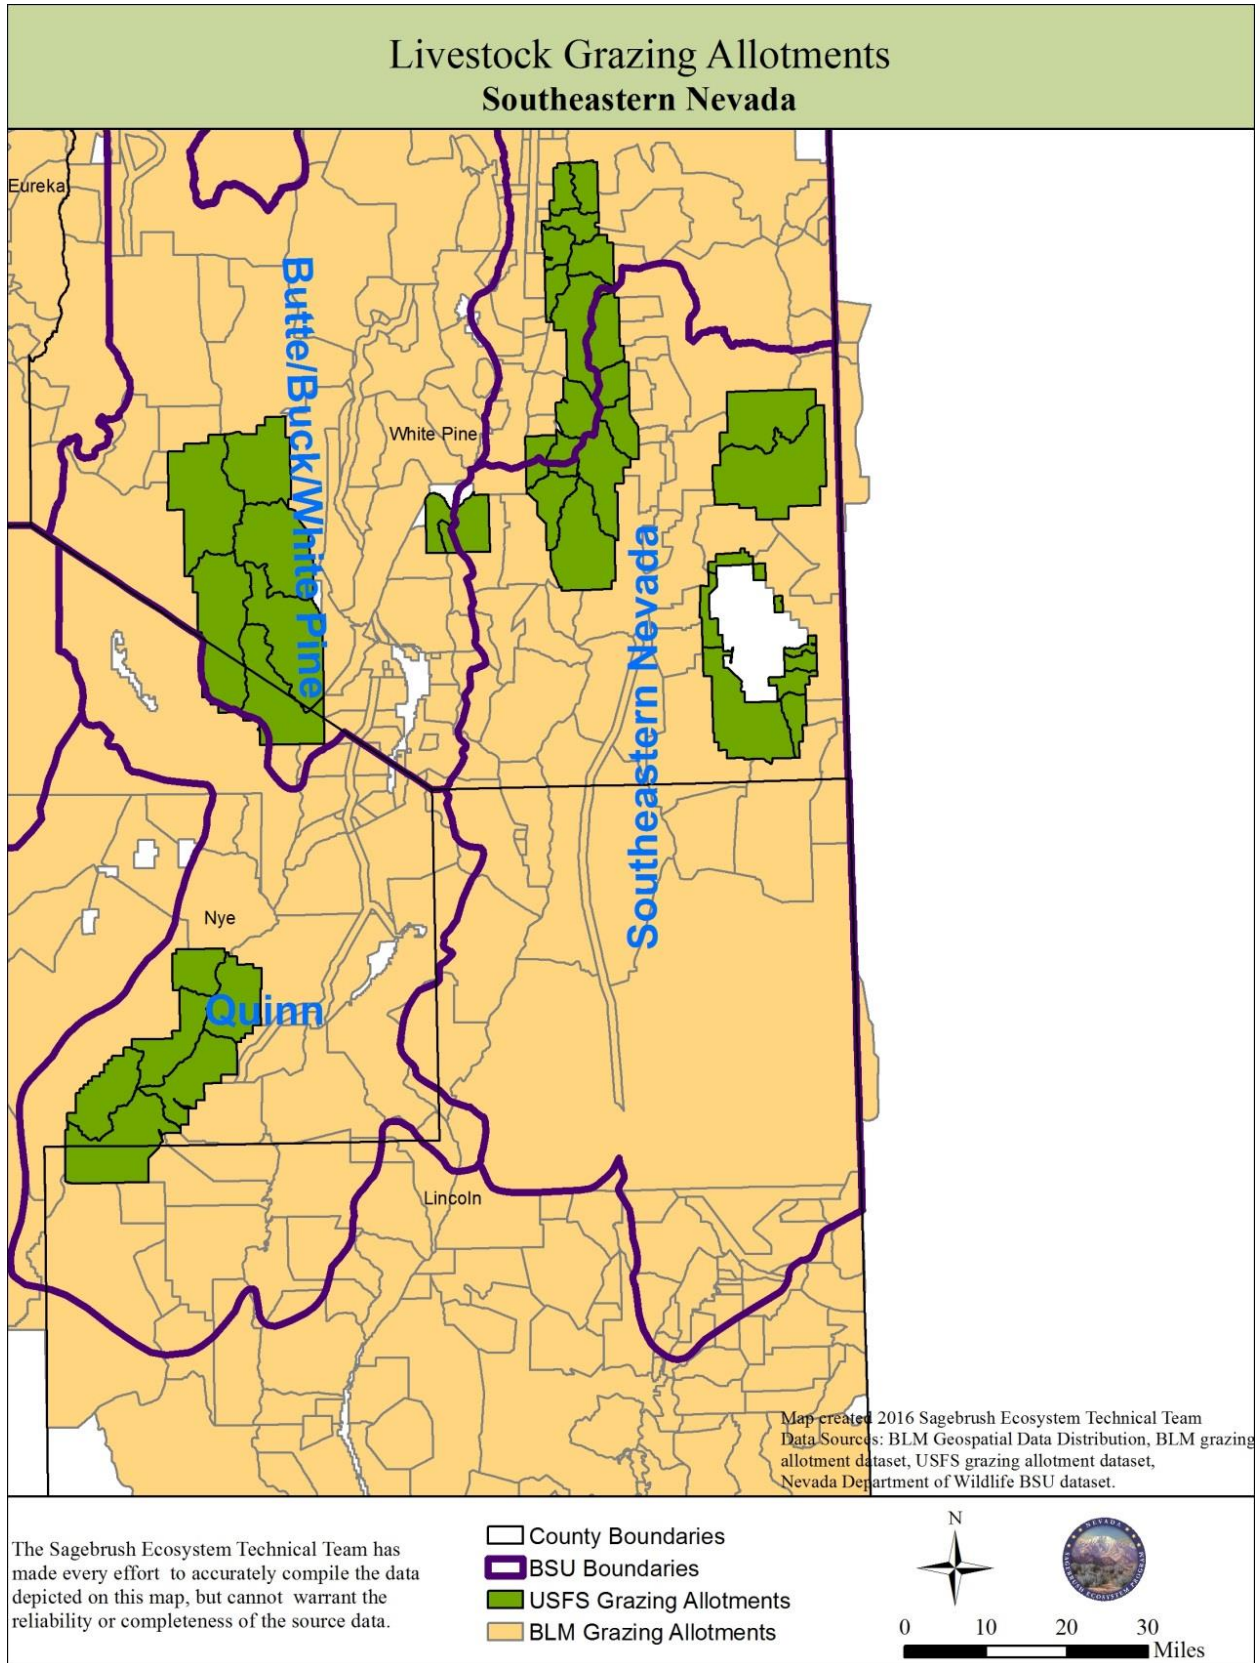 Livestock Grazing Allotments
Southeastern Nevada
Eureka
Butte/Buck/White Pine
White Pine
Southeastern Nevada
Nye
Quinn
Lincoln
Map created 2016 Sagebrush Ecosystem Technical Team
Data Sources: BLM Geospatial Data Distribution, BLM grazing
allotment dataset, USFS grazing allotment dataset,
Nevada Department of Wildlife BSU dataset.
The Sagebrush Ecosystem Technical Team has
made every effort to accurately compile the data
depicted on this map, but cannot warrant the
reliability or completeness of the source data.
County Boundaries
BSU Boundaries
USFS Grazing Allotments
BLM Grazing Allotments
N
NEVADA
SAGEBRUSH ECOSYSTEM PROGRAM
0 10 20 30
Miles